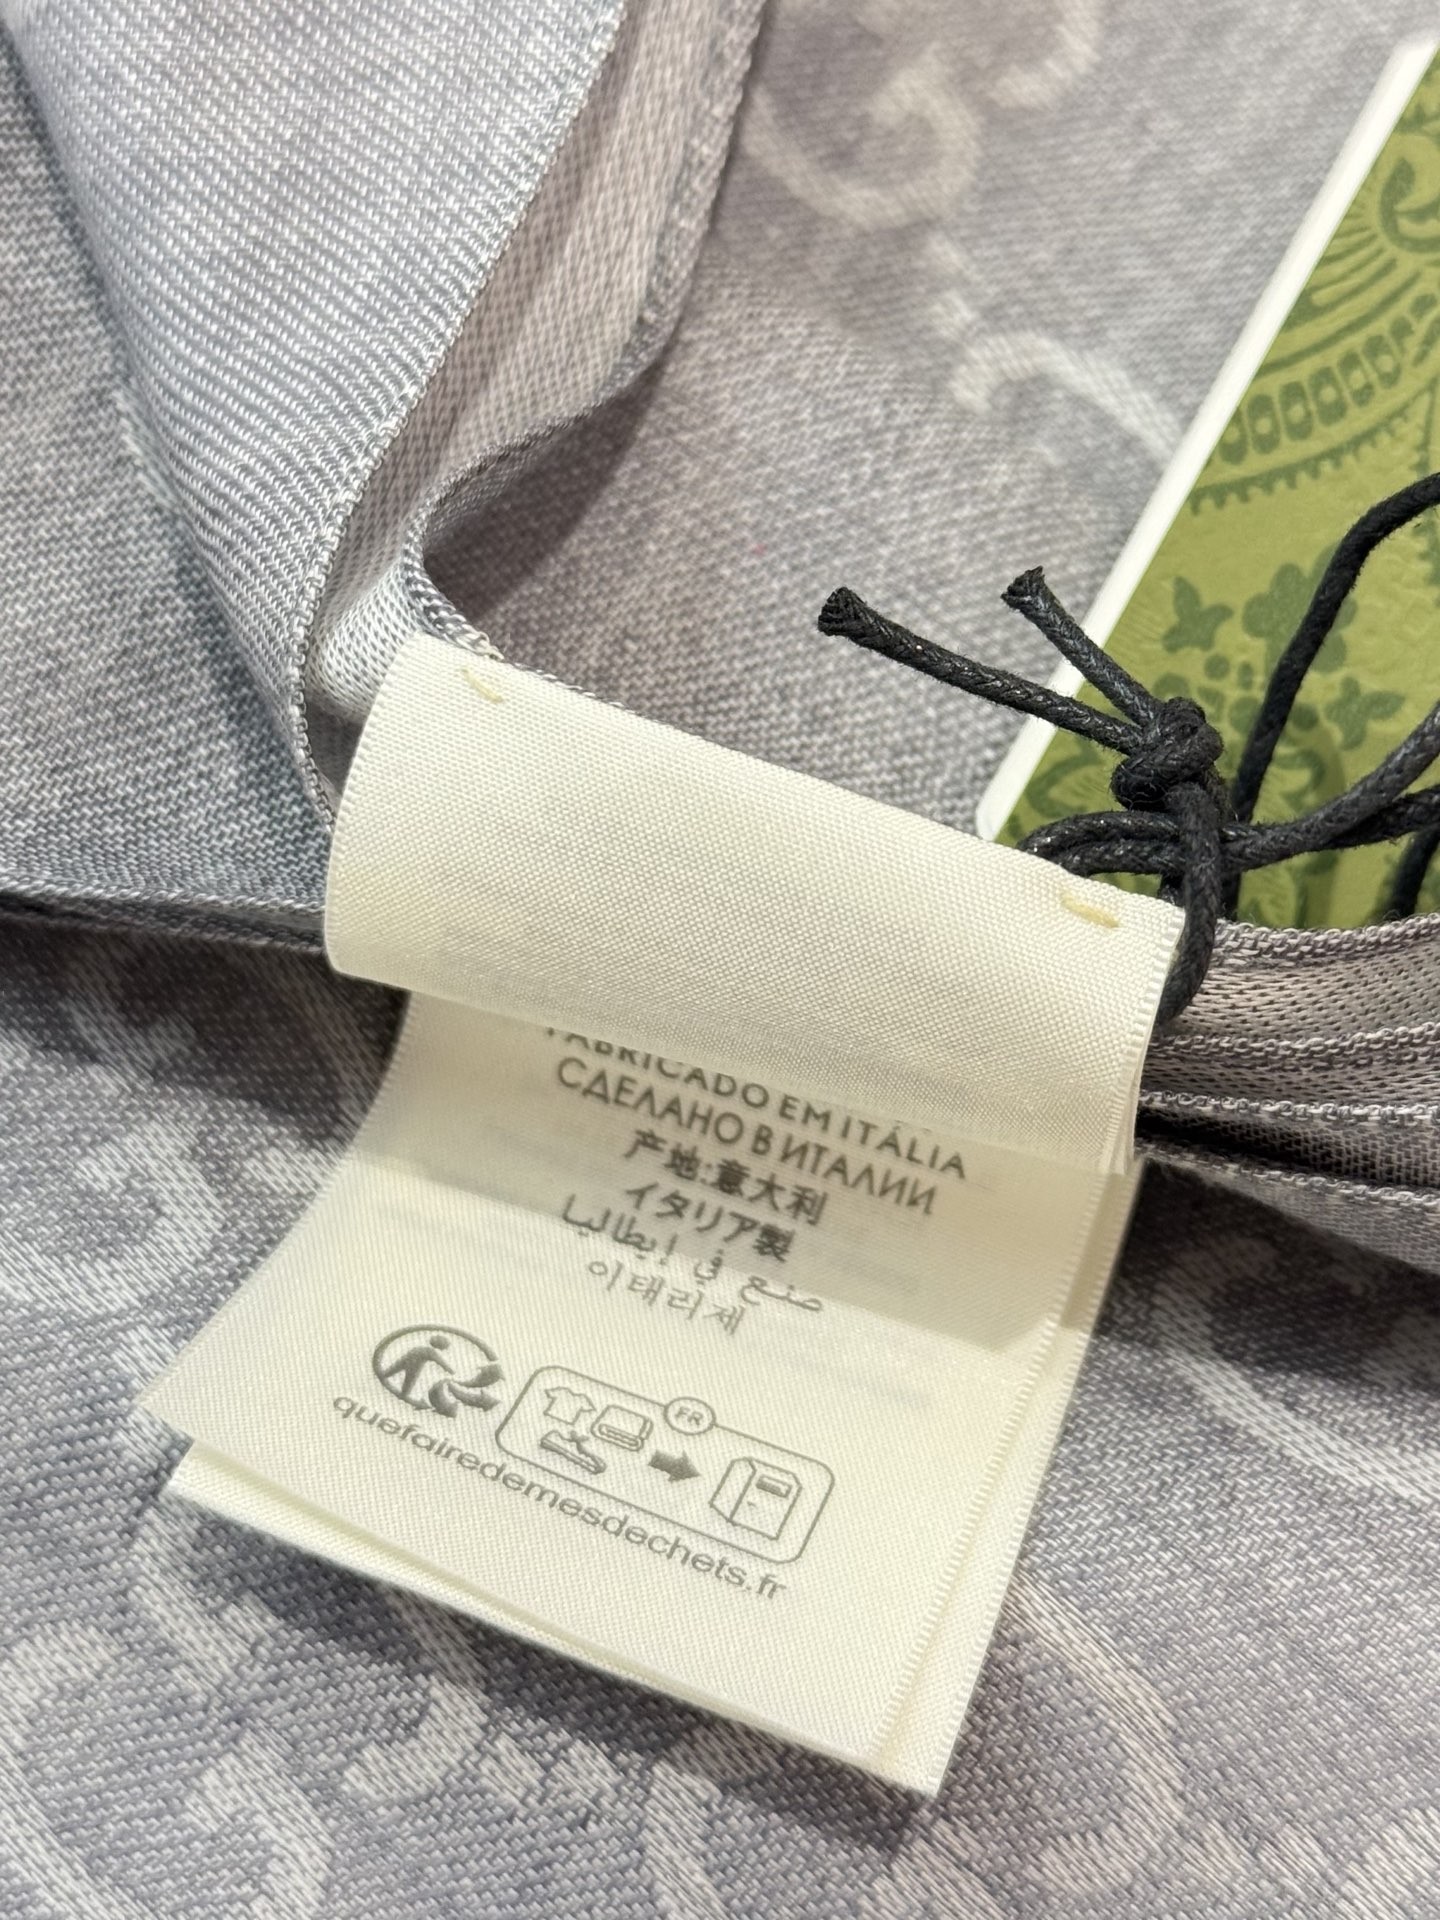 FABRICADO EM ITÁLIA
СДЕЛАНО В ИТАЛИИ
产地:意大利
イタリア製
صنع في إيطاليا
이태리제
FR
quefairedemesdechets.fr